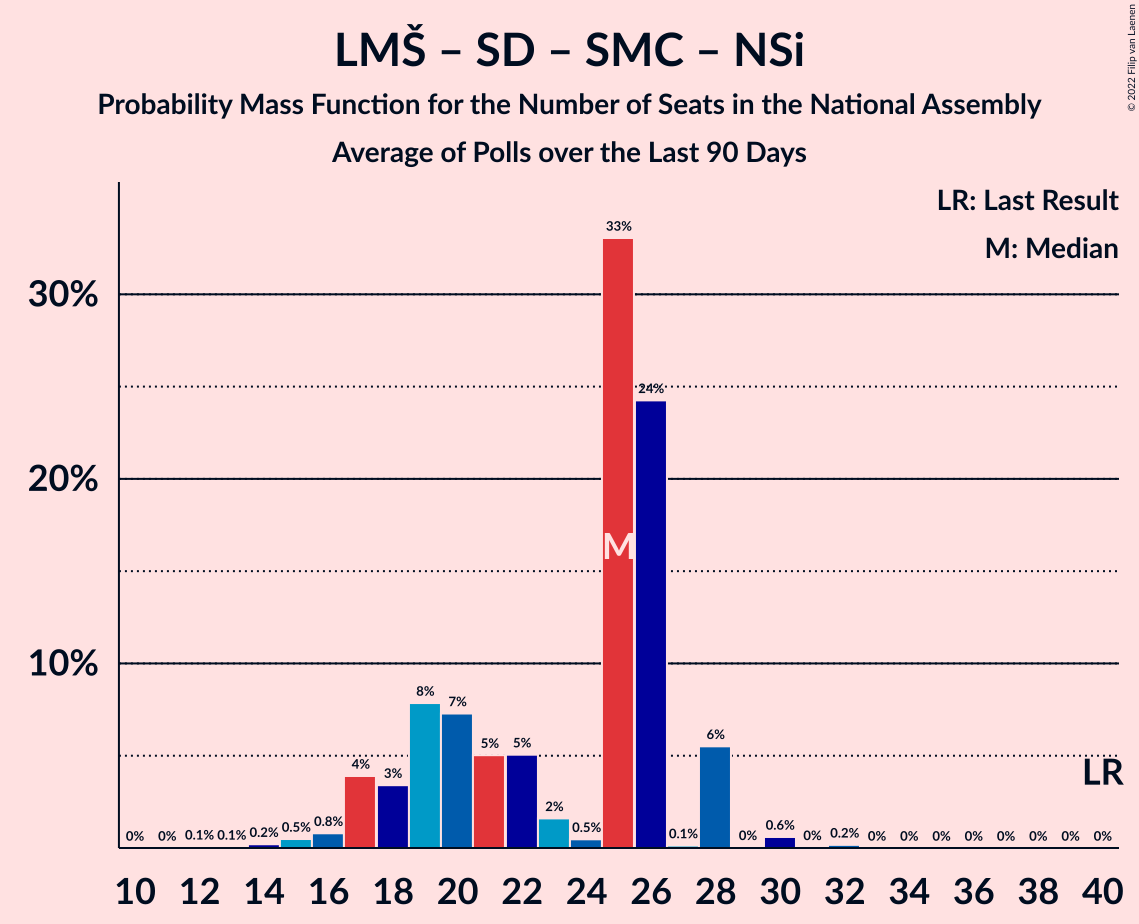 LMŠ – SD – SMC – NSi
Probability Mass Function for the Number of Seats in the National Assembly
Average of Polls over the Last 90 Days
© 2022 Filip van Laenen
LR: Last Result
M: Median
30%
20%
10%
0% 0% 0.1% 0.1% 0.2% 0.5% 0.8% 4% 3% 8% 7% 5% 5% 2% 0.5% 33% 24% 0.1% 6% 0% 0.6% 0% 0.2% 0% 0% 0% 0% 0% 0% 0% 0%
M
LR
10 12 14 16 18 20 22 24 26 28 30 32 34 36 38 40